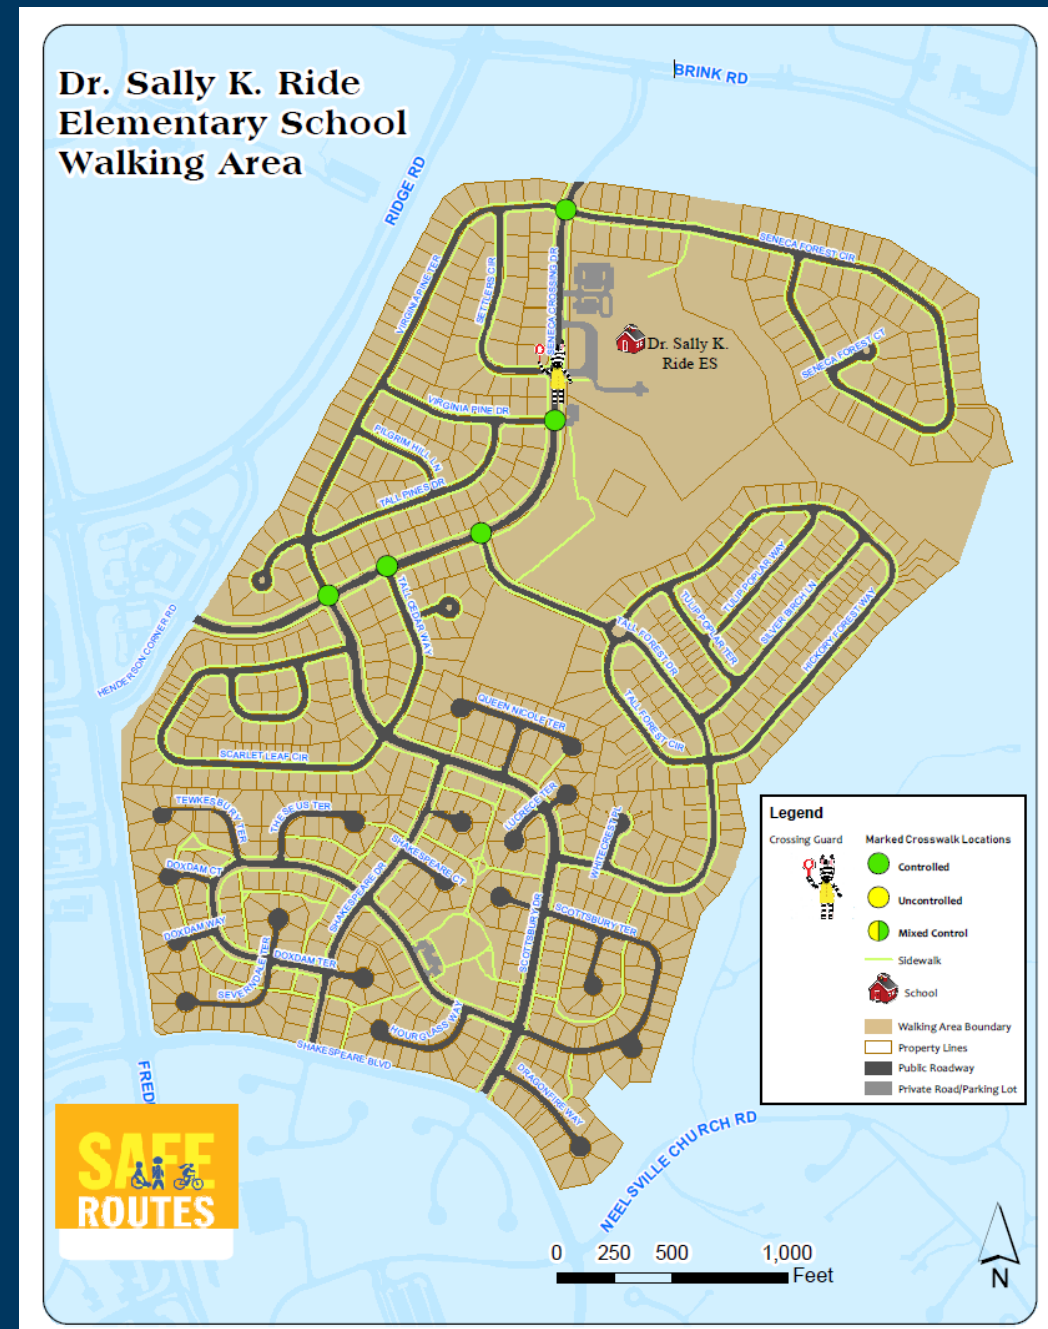 Dr. Sally K. Ride
Elementary School
Walking Area
BRINK RD
RIDGE RD
SENECA FOREST CIR
VIRGINIA PINE TER
SETTLERS CIR
SENECA CROSSING DR
Dr. Sally K.
Ride ES
SENECA FOREST CT
VIRGINIA PINE DR
PILGRIM HILL LN
TALL PINES DR
TULIP POPLAR WAY
SILVER BIRCH LN
HICKORY FOREST WAY
TULIP POPLAR TER
TALL CEDAR WAY
HENDERSON CORNER RD
TALL FOREST DR
TALL FOREST CIR
QUEEN NICOLE TER
SCARLET LEAF CIR
TEWKESBURY TER
THESEUS TER
LUCRECE TER
WHITECREST PL
SHAKESPEARE CT
DOXDAM CT
SHAKESPEARE DR
SCOTTSBURY TER
DOXDAM WAY
SCOTTSBURY DR
DOXDAM TER
SEVERNDALE TER
HOURGLASS WAY
SHAKESPEARE BLVD
DRAGONFIRE WAY
FRED
NEELSVILLE CHURCH RD
Legend
Crossing Guard
Marked Crosswalk Locations
Controlled
Uncontrolled
Mixed Control
Sidewalk
School
Walking Area Boundary
Property Lines
Public Roadway
Private Road/Parking Lot
SAFE
ROUTES
0 250 500 1,000
Feet
N